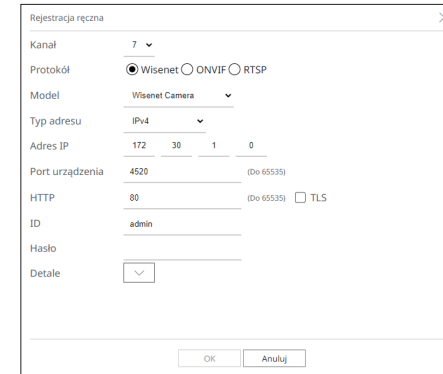 Rejestracja ręczna
Kanał 7
Protokół Wisenet ONVIF RTSP
Model Wisenet Camera
Typ adresu IPv4
Adres IP 172 30 1 0
Port urządzenia 4520 (Do 65535)
HTTP 80 (Do 65535) TLS
ID admin
Hasło
Detale
OK Anuluj